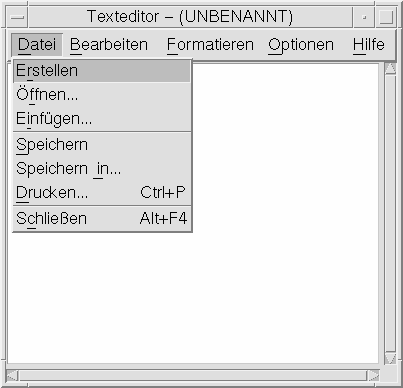 Texteditor – (UNBENANNT)
Datei Bearbeiten Formatieren Optionen Hilfe
Erstellen
Öffnen...
Einfügen...
Speichern
Speichern in...
Drucken... Ctrl+P
Schließen Alt+F4